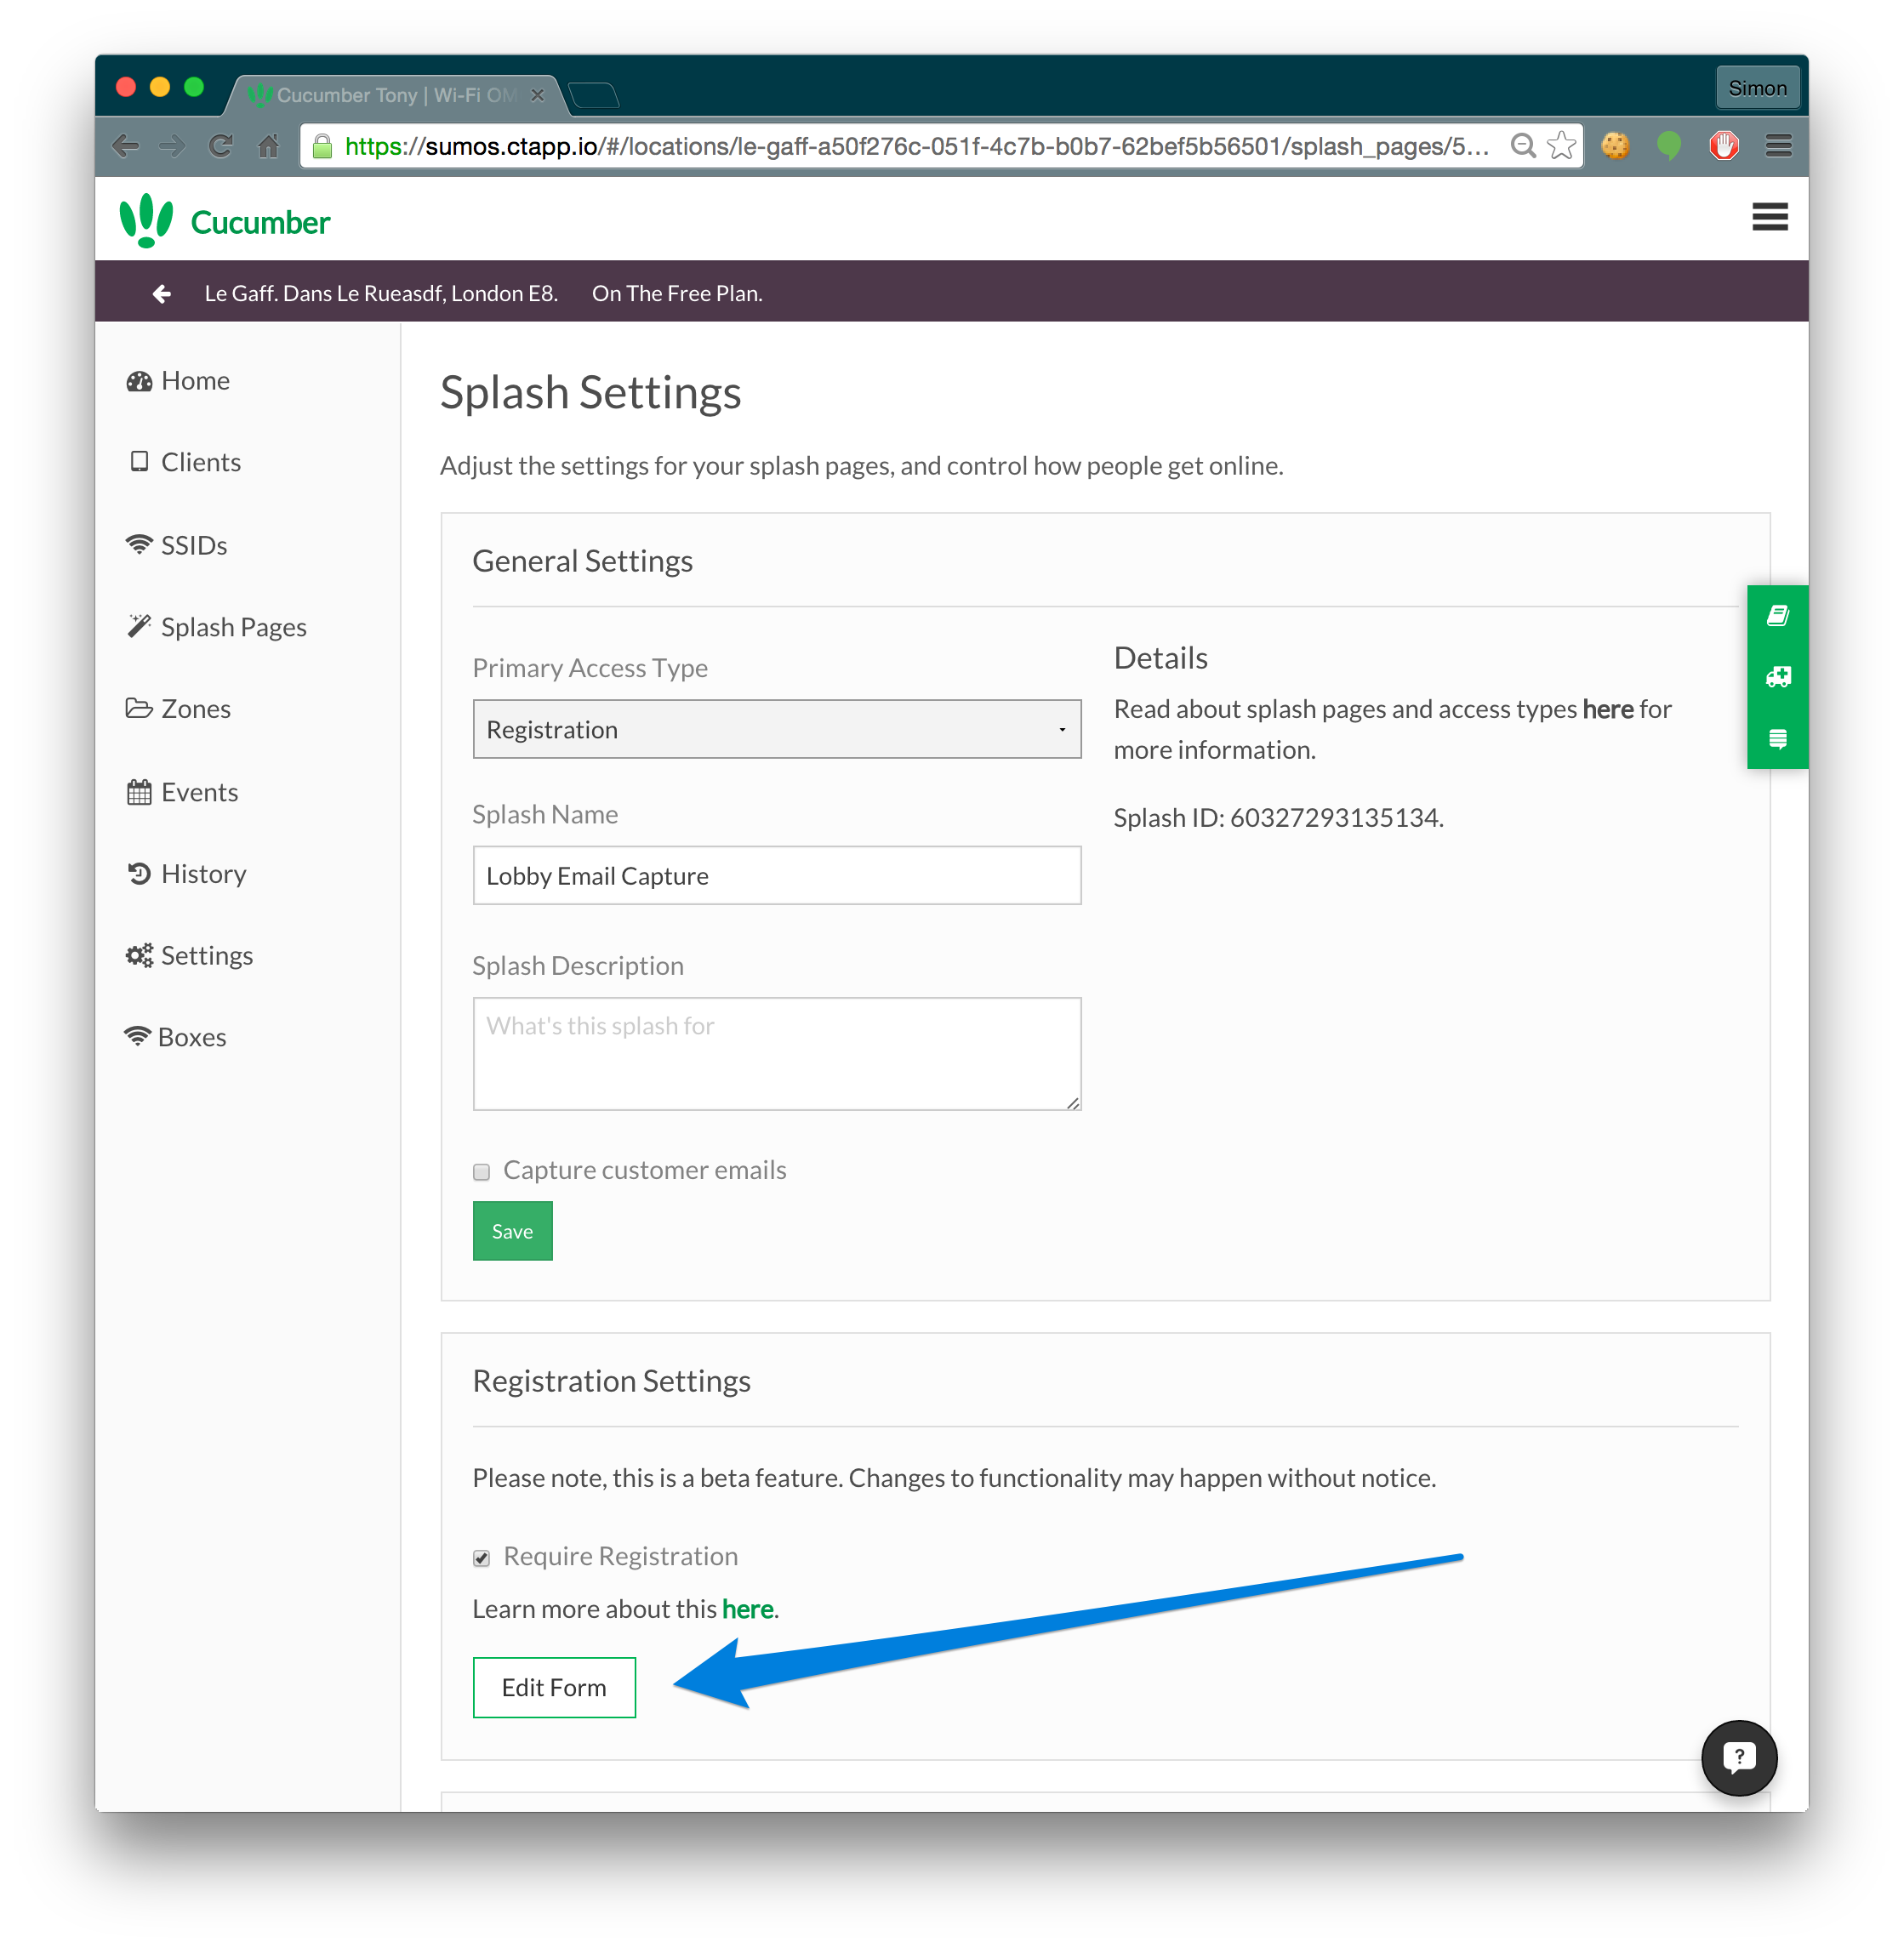 Cucumber Tony | Wi-Fi OM
Simon
https://sumos.ctapp.io/#/locations/le-gaff-a50f276c-051f-4c7b-b0b7-62bef5b56501/splash_pages/5...
Cucumber
Le Gaff. Dans Le Rueasdf, London E8. On The Free Plan.
Home
Clients
SSIDs
Splash Pages
Zones
Events
History
Settings
Boxes
Splash Settings
Adjust the settings for your splash pages, and control how people get online.
General Settings
Primary Access Type
Registration
Splash Name
Lobby Email Capture
Splash Description
What's this splash for
Capture customer emails
Save
Details
Read about splash pages and access types here for
more information.
Splash ID: 60327293135134.
Registration Settings
Please note, this is a beta feature. Changes to functionality may happen without notice.
Require Registration
Learn more about this here.
Edit Form
?